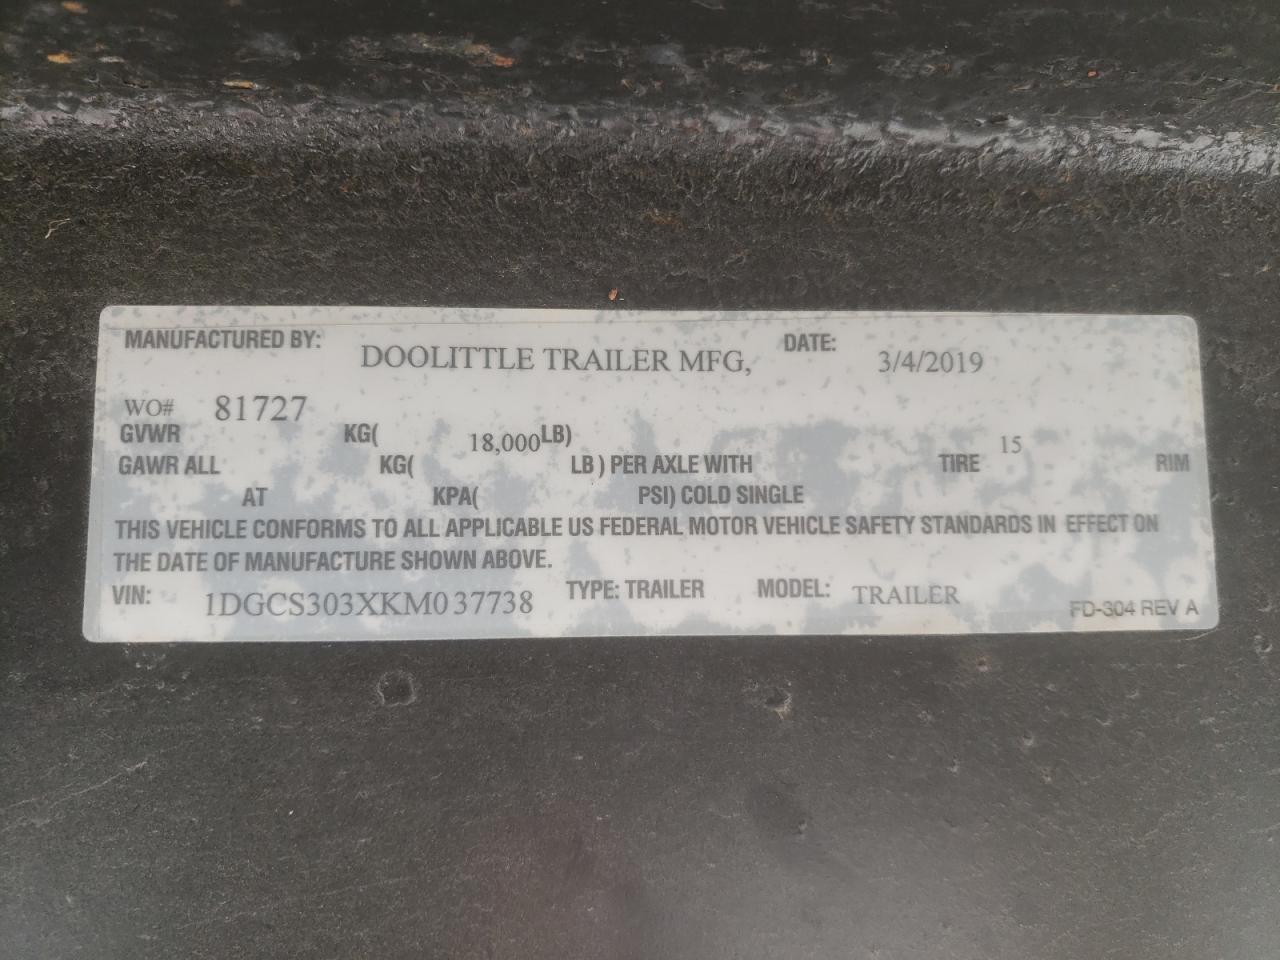 MANUFACTURED BY: DOOLITTLE TRAILER MFG, DATE: 3/4/2019
WO# 81727
GVWR KG( 18,000 LB)
GAWR ALL KG( LB ) PER AXLE WITH TIRE 15 RIM
AT KPA( PSI) COLD SINGLE
THIS VEHICLE CONFORMS TO ALL APPLICABLE US FEDERAL MOTOR VEHICLE SAFETY STANDARDS IN EFFECT ON
THE DATE OF MANUFACTURE SHOWN ABOVE.
VIN: 1DGCS303XKM037738 TYPE: TRAILER MODEL: TRAILER
FD-304 REV A